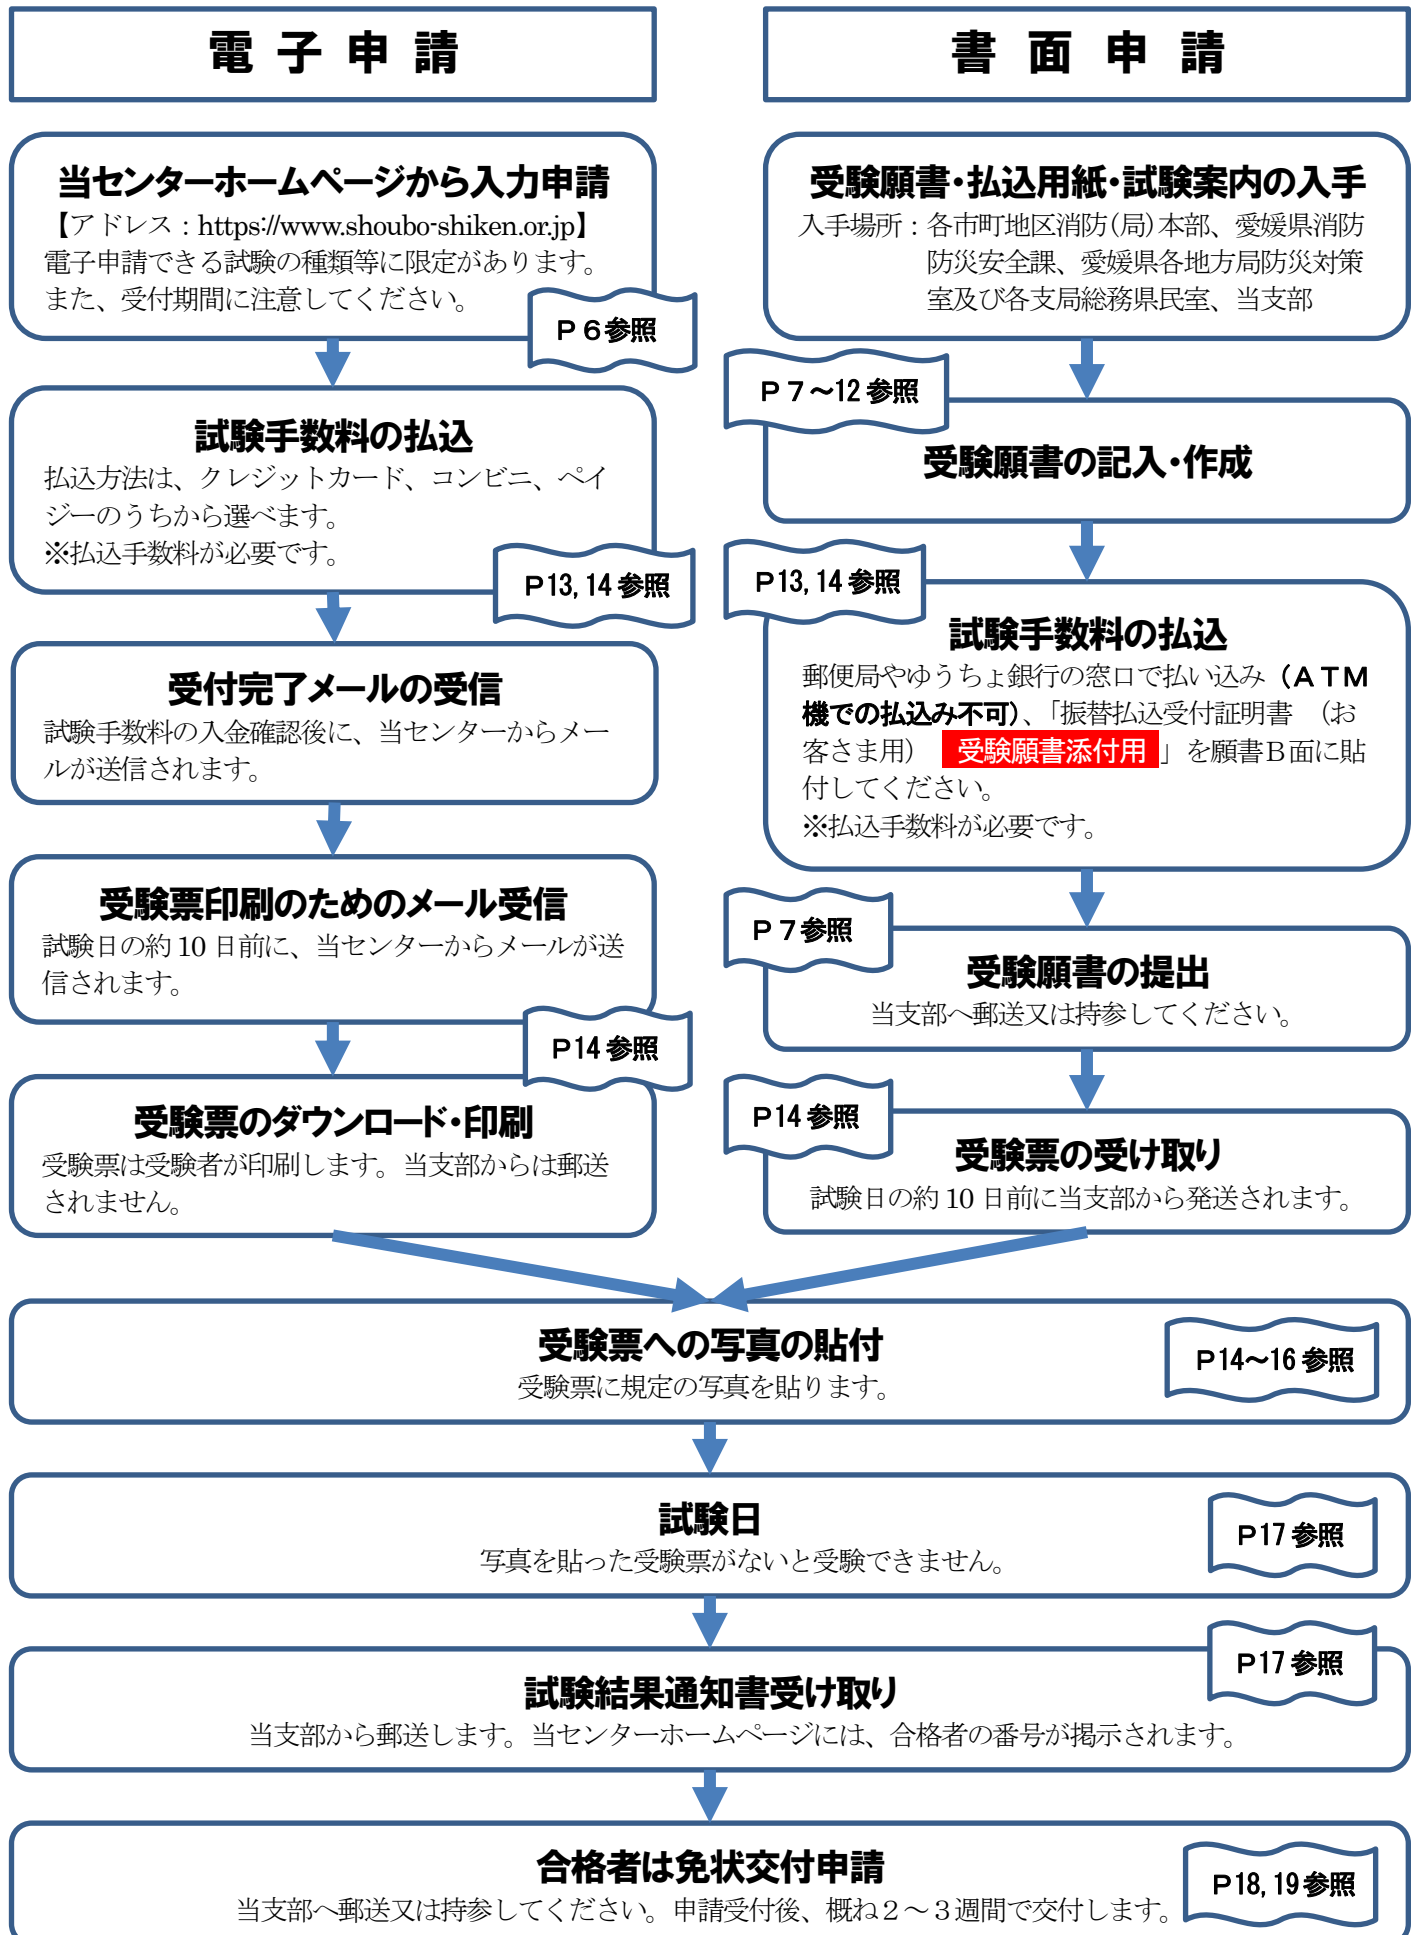 電子申請
当センターホームページから入力申請
【アドレス：https://www.shoubo-shiken.or.jp】
電子申請できる試験の種類等に限定があります。
また、受付期間に注意してください。
P６参照
試験手数料の払込
払込方法は、クレジットカード、コンビニ、ペイ
ジーのうちから選べます。
※払込手数料が必要です。
P13, 14 参照
受付完了メールの受信
試験手数料の入金確認後に、当センターからメー
ルが送信されます。
受験票印刷のためのメール受信
試験日の約 10 日前に、当センターからメールが送
信されます。
P14 参照
受験票のダウンロード・印刷
受験票は受験者が印刷します。当支部からは郵送
されません。
書面申請
受験願書・払込用紙・試験案内の入手
入手場所：各市町地区消防(局)本部、愛媛県消防
防災安全課、愛媛県各地方局防災対策
室及び各支局総務県民室、当支部
P７～12 参照
受験願書の記入・作成
P13, 14 参照
試験手数料の払込
郵便局やゆうちょ銀行の窓口で払い込み（ＡＴＭ
機での払込み不可）、「振替払込受付証明書　（お
客さま用）　受験願書添付用　」を願書Ｂ面に貼
付してください。
※払込手数料が必要です。
P７参照
受験願書の提出
当支部へ郵送又は持参してください。
P14 参照
受験票の受け取り
試験日の約 10 日前に当支部から発送されます。
受験票への写真の貼付
受験票に規定の写真を貼ります。
P14～16 参照
試験日
写真を貼った受験票がないと受験できません。
P17 参照
P17 参照
試験結果通知書受け取り
当支部から郵送します。当センターホームページには、合格者の番号が掲示されます。
合格者は免状交付申請
当支部へ郵送又は持参してください。申請受付後、概ね２～３週間で交付します。
P18, 19 参照